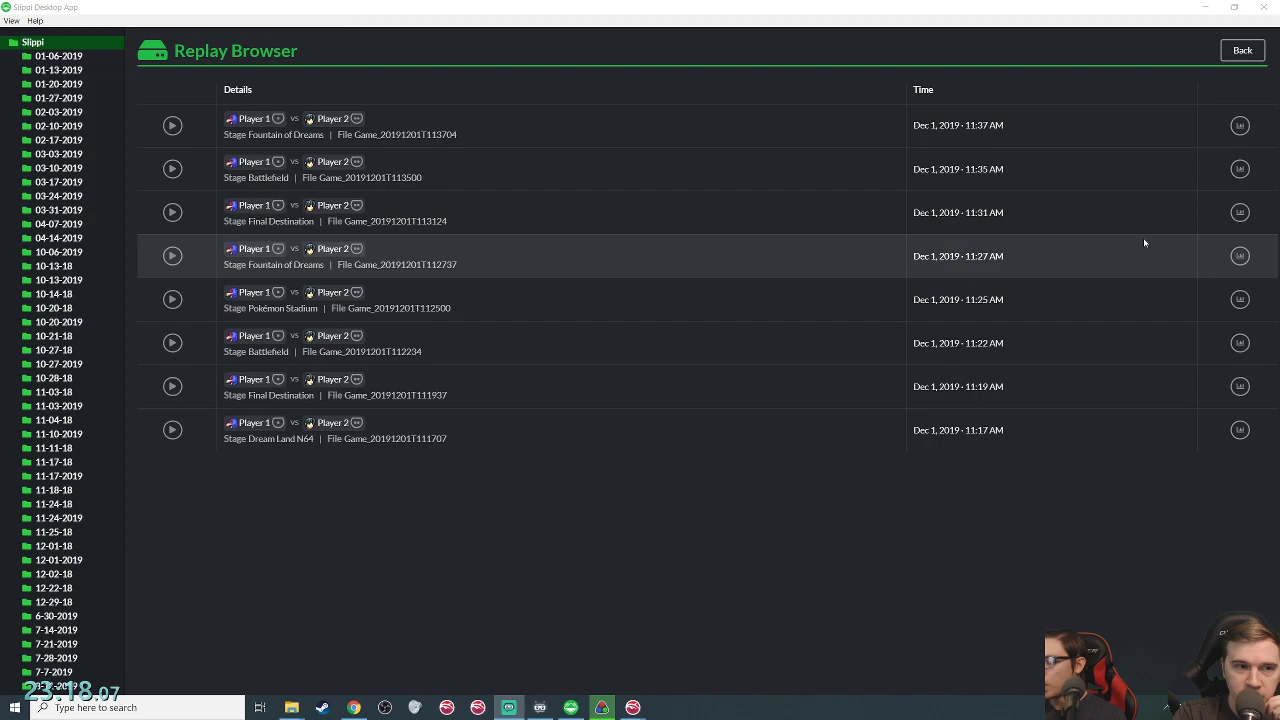 Slippi Desktop App
View Help
Replay Browser
Back
Slippi
01-06-2019
01-13-2019
01-20-2019
01-27-2019
02-03-2019
02-10-2019
02-17-2019
03-03-2019
03-10-2019
03-17-2019
03-24-2019
03-31-2019
04-07-2019
04-14-2019
10-06-2019
10-13-18
10-13-2019
10-14-18
10-20-18
10-20-2019
10-21-18
10-27-18
10-27-2019
10-28-18
11-03-18
11-03-2019
11-04-18
11-10-2019
11-11-18
11-17-18
11-17-2019
11-18-18
11-24-18
11-24-2019
11-25-18
12-01-18
12-01-2019
12-02-18
12-22-18
12-29-18
6-30-2019
7-14-2019
7-21-2019
7-28-2019
7-7-2019
Details Time
Player 1 vs Player 2
Stage Fountain of Dreams | File Game_20191201T113704
Dec 1, 2019 · 11:37 AM
Player 1 vs Player 2
Stage Battlefield | File Game_20191201T113500
Dec 1, 2019 · 11:35 AM
Player 1 vs Player 2
Stage Final Destination | File Game_20191201T113124
Dec 1, 2019 · 11:31 AM
Player 1 vs Player 2
Stage Fountain of Dreams | File Game_20191201T112737
Dec 1, 2019 · 11:27 AM
Player 1 vs Player 2
Stage Pokémon Stadium | File Game_20191201T112500
Dec 1, 2019 · 11:25 AM
Player 1 vs Player 2
Stage Battlefield | File Game_20191201T112234
Dec 1, 2019 · 11:22 AM
Player 1 vs Player 2
Stage Final Destination | File Game_20191201T111937
Dec 1, 2019 · 11:19 AM
Player 1 vs Player 2
Stage Dream Land N64 | File Game_20191201T111707
Dec 1, 2019 · 11:17 AM
23:18.07
Type here to search